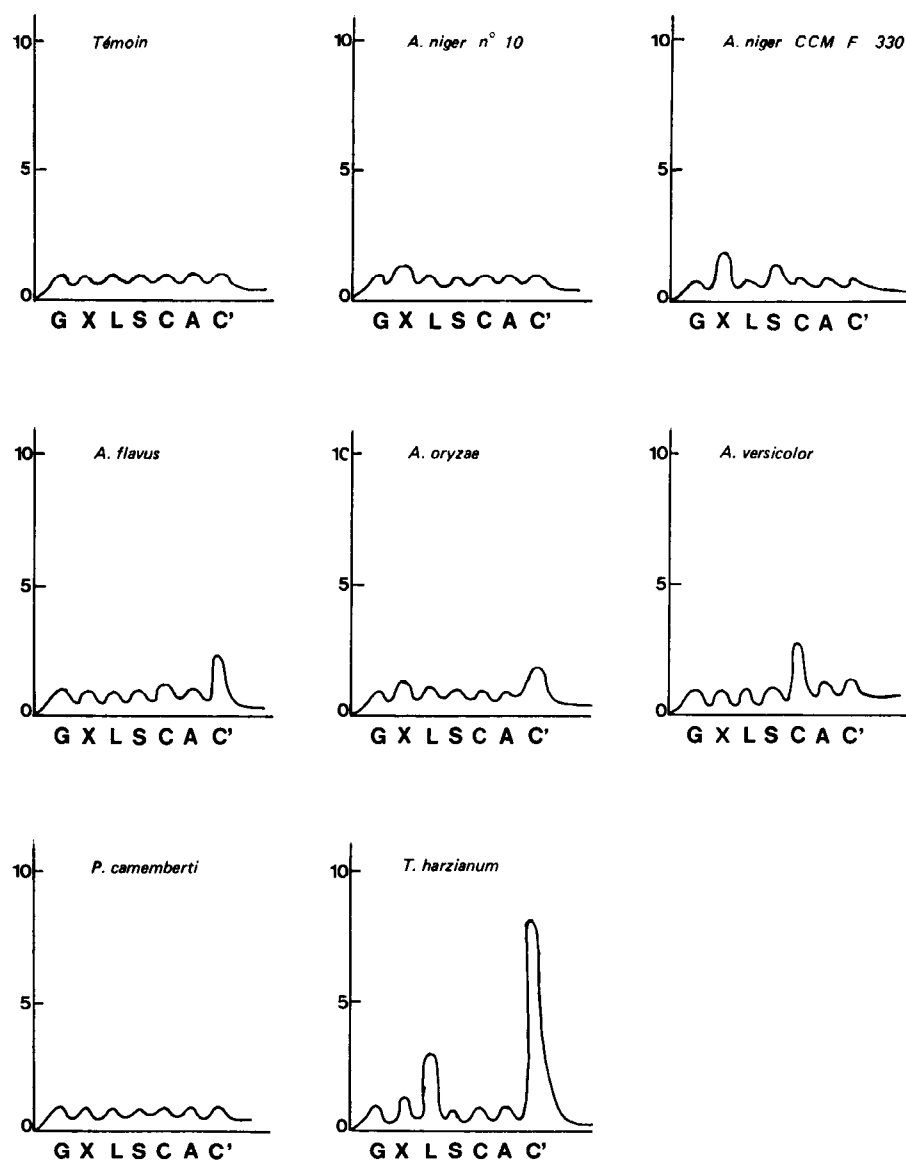 Témoin
10
5
0
G X L S C A C'
A. niger n° 10
10
5
0
G X L S C A C'
A. niger CCM F 330
10
5
0
G X L S C A C'
A. flavus
10
5
0
G X L S C A C'
A. oryzae
10
5
0
G X L S C A C'
A. versicolor
10
5
0
G X L S C A C'
P. camemberti
10
5
0
G X L S C A C'
T. harzianum
10
5
0
G X L S C A C'